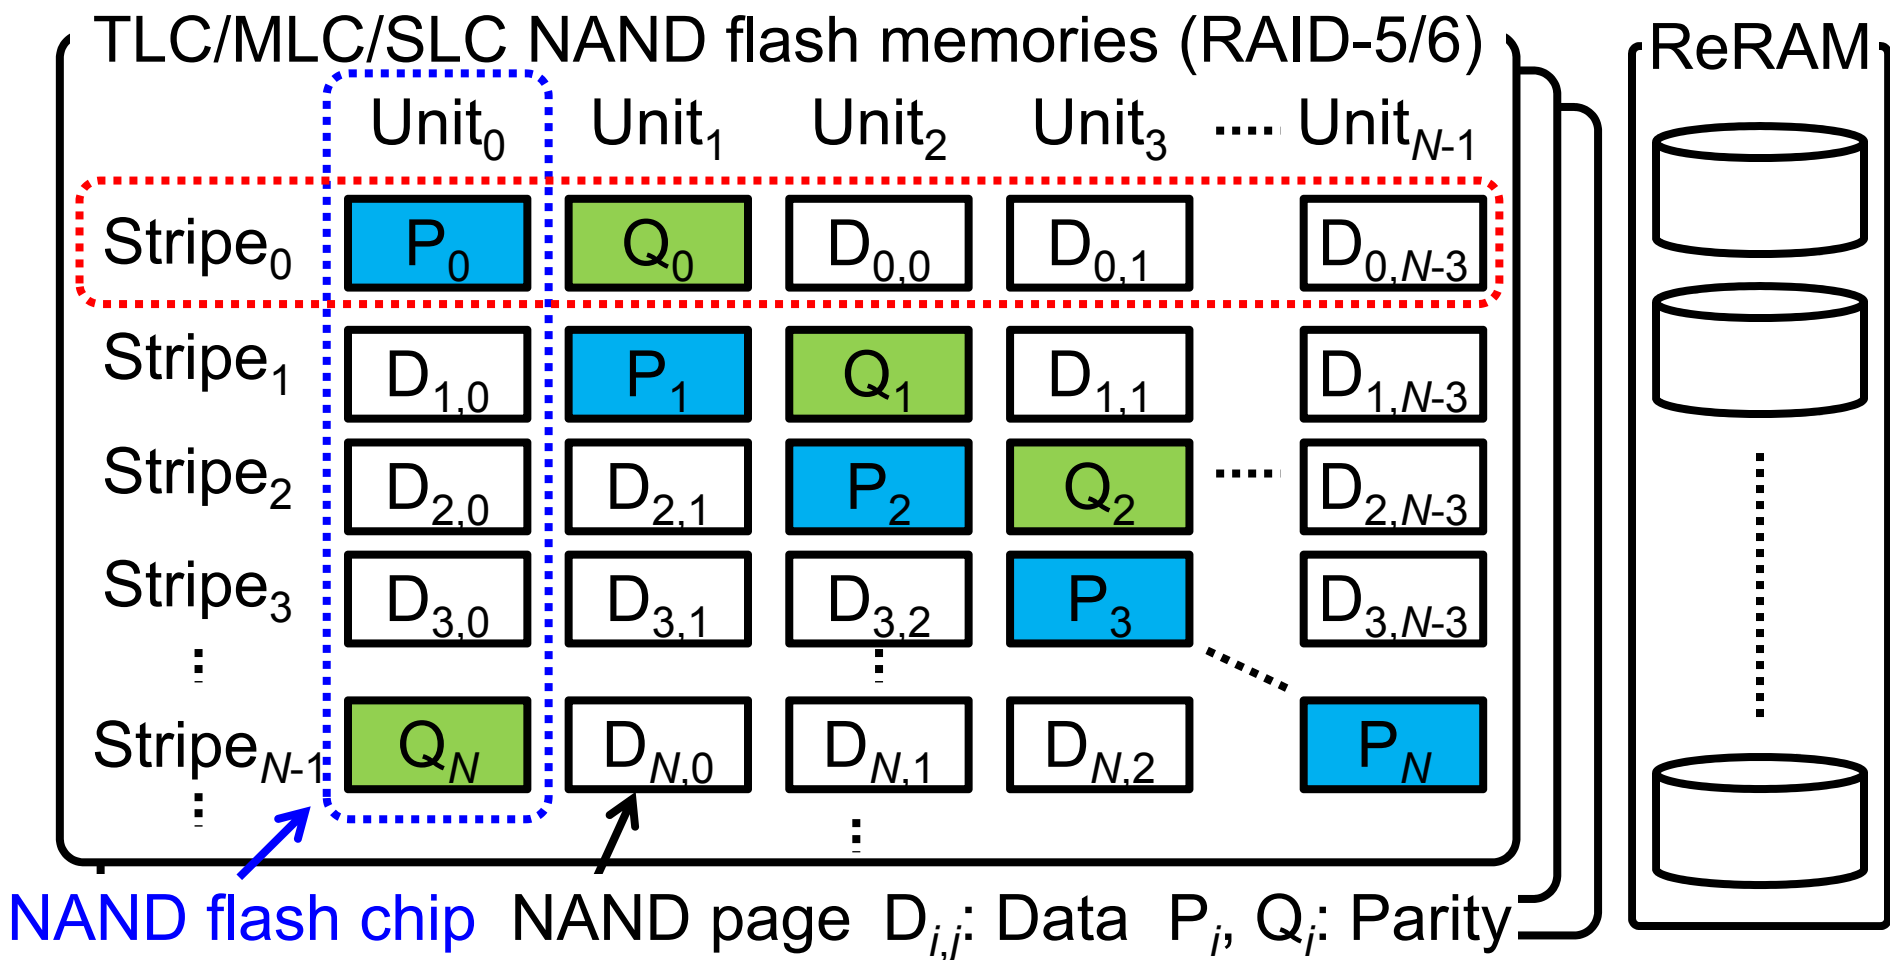 TLC/MLC/SLC NAND flash memories (RAID-5/6) ReRAM
Unit0 Unit1 Unit2 Unit3 ····· UnitN-1
Stripe0 P0 Q0 D0,0 D0,1 D0,N-3
Stripe1 D1,0 P1 Q1 D1,1 D1,N-3
Stripe2 D2,0 D2,1 P2 Q2 ····· D2,N-3
Stripe3 D3,0 D3,1 D3,2 P3 D3,N-3
StripeN-1 QN DN,0 DN,1 DN,2 PN
NAND flash chip NAND page Di,j: Data Pi, Qi: Parity